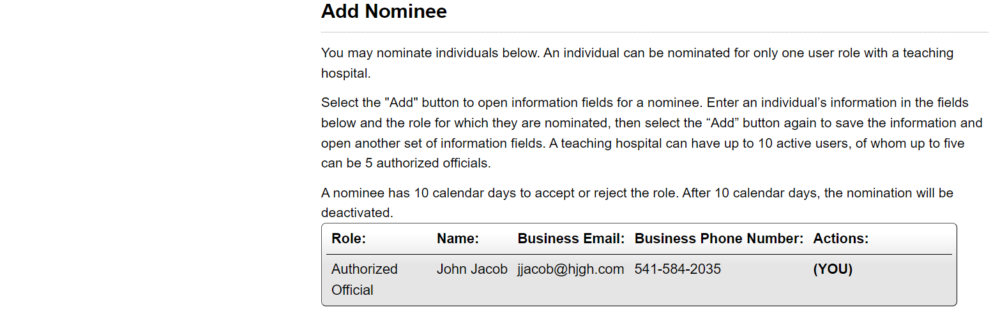 Add Nominee
You may nominate individuals below. An individual can be nominated for only one user role with a teaching
hospital.
Select the "Add" button to open information fields for a nominee. Enter an individual’s information in the fields
below and the role for which they are nominated, then select the “Add” button again to save the information and
open another set of information fields. A teaching hospital can have up to 10 active users, of whom up to five
can be 5 authorized officials.
A nominee has 10 calendar days to accept or reject the role. After 10 calendar days, the nomination will be
deactivated.
Role: Name: Business Email: Business Phone Number: Actions:
Authorized John Jacob jjacob@hjgh.com 541-584-2035 (YOU)
Official